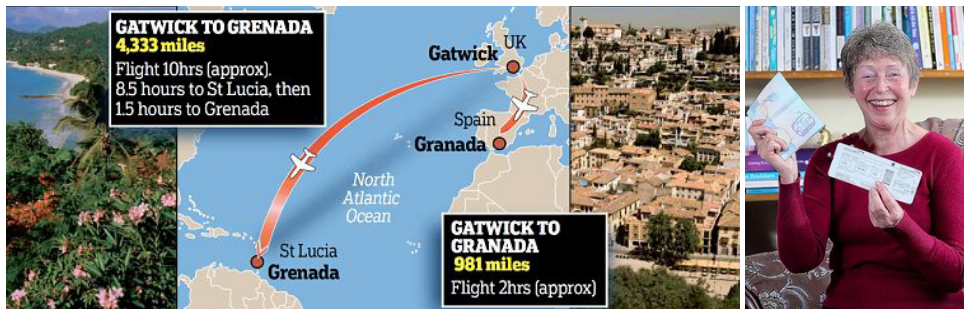 GATWICK TO GRENADA
4,333 miles
Flight 10hrs (approx).
8.5 hours to St Lucia, then
1.5 hours to Grenada
UK
Gatwick
Spain
Granada
North
Atlantic
Ocean
St Lucia
Grenada
GATWICK TO
GRANADA
981 miles
Flight 2hrs (approx)